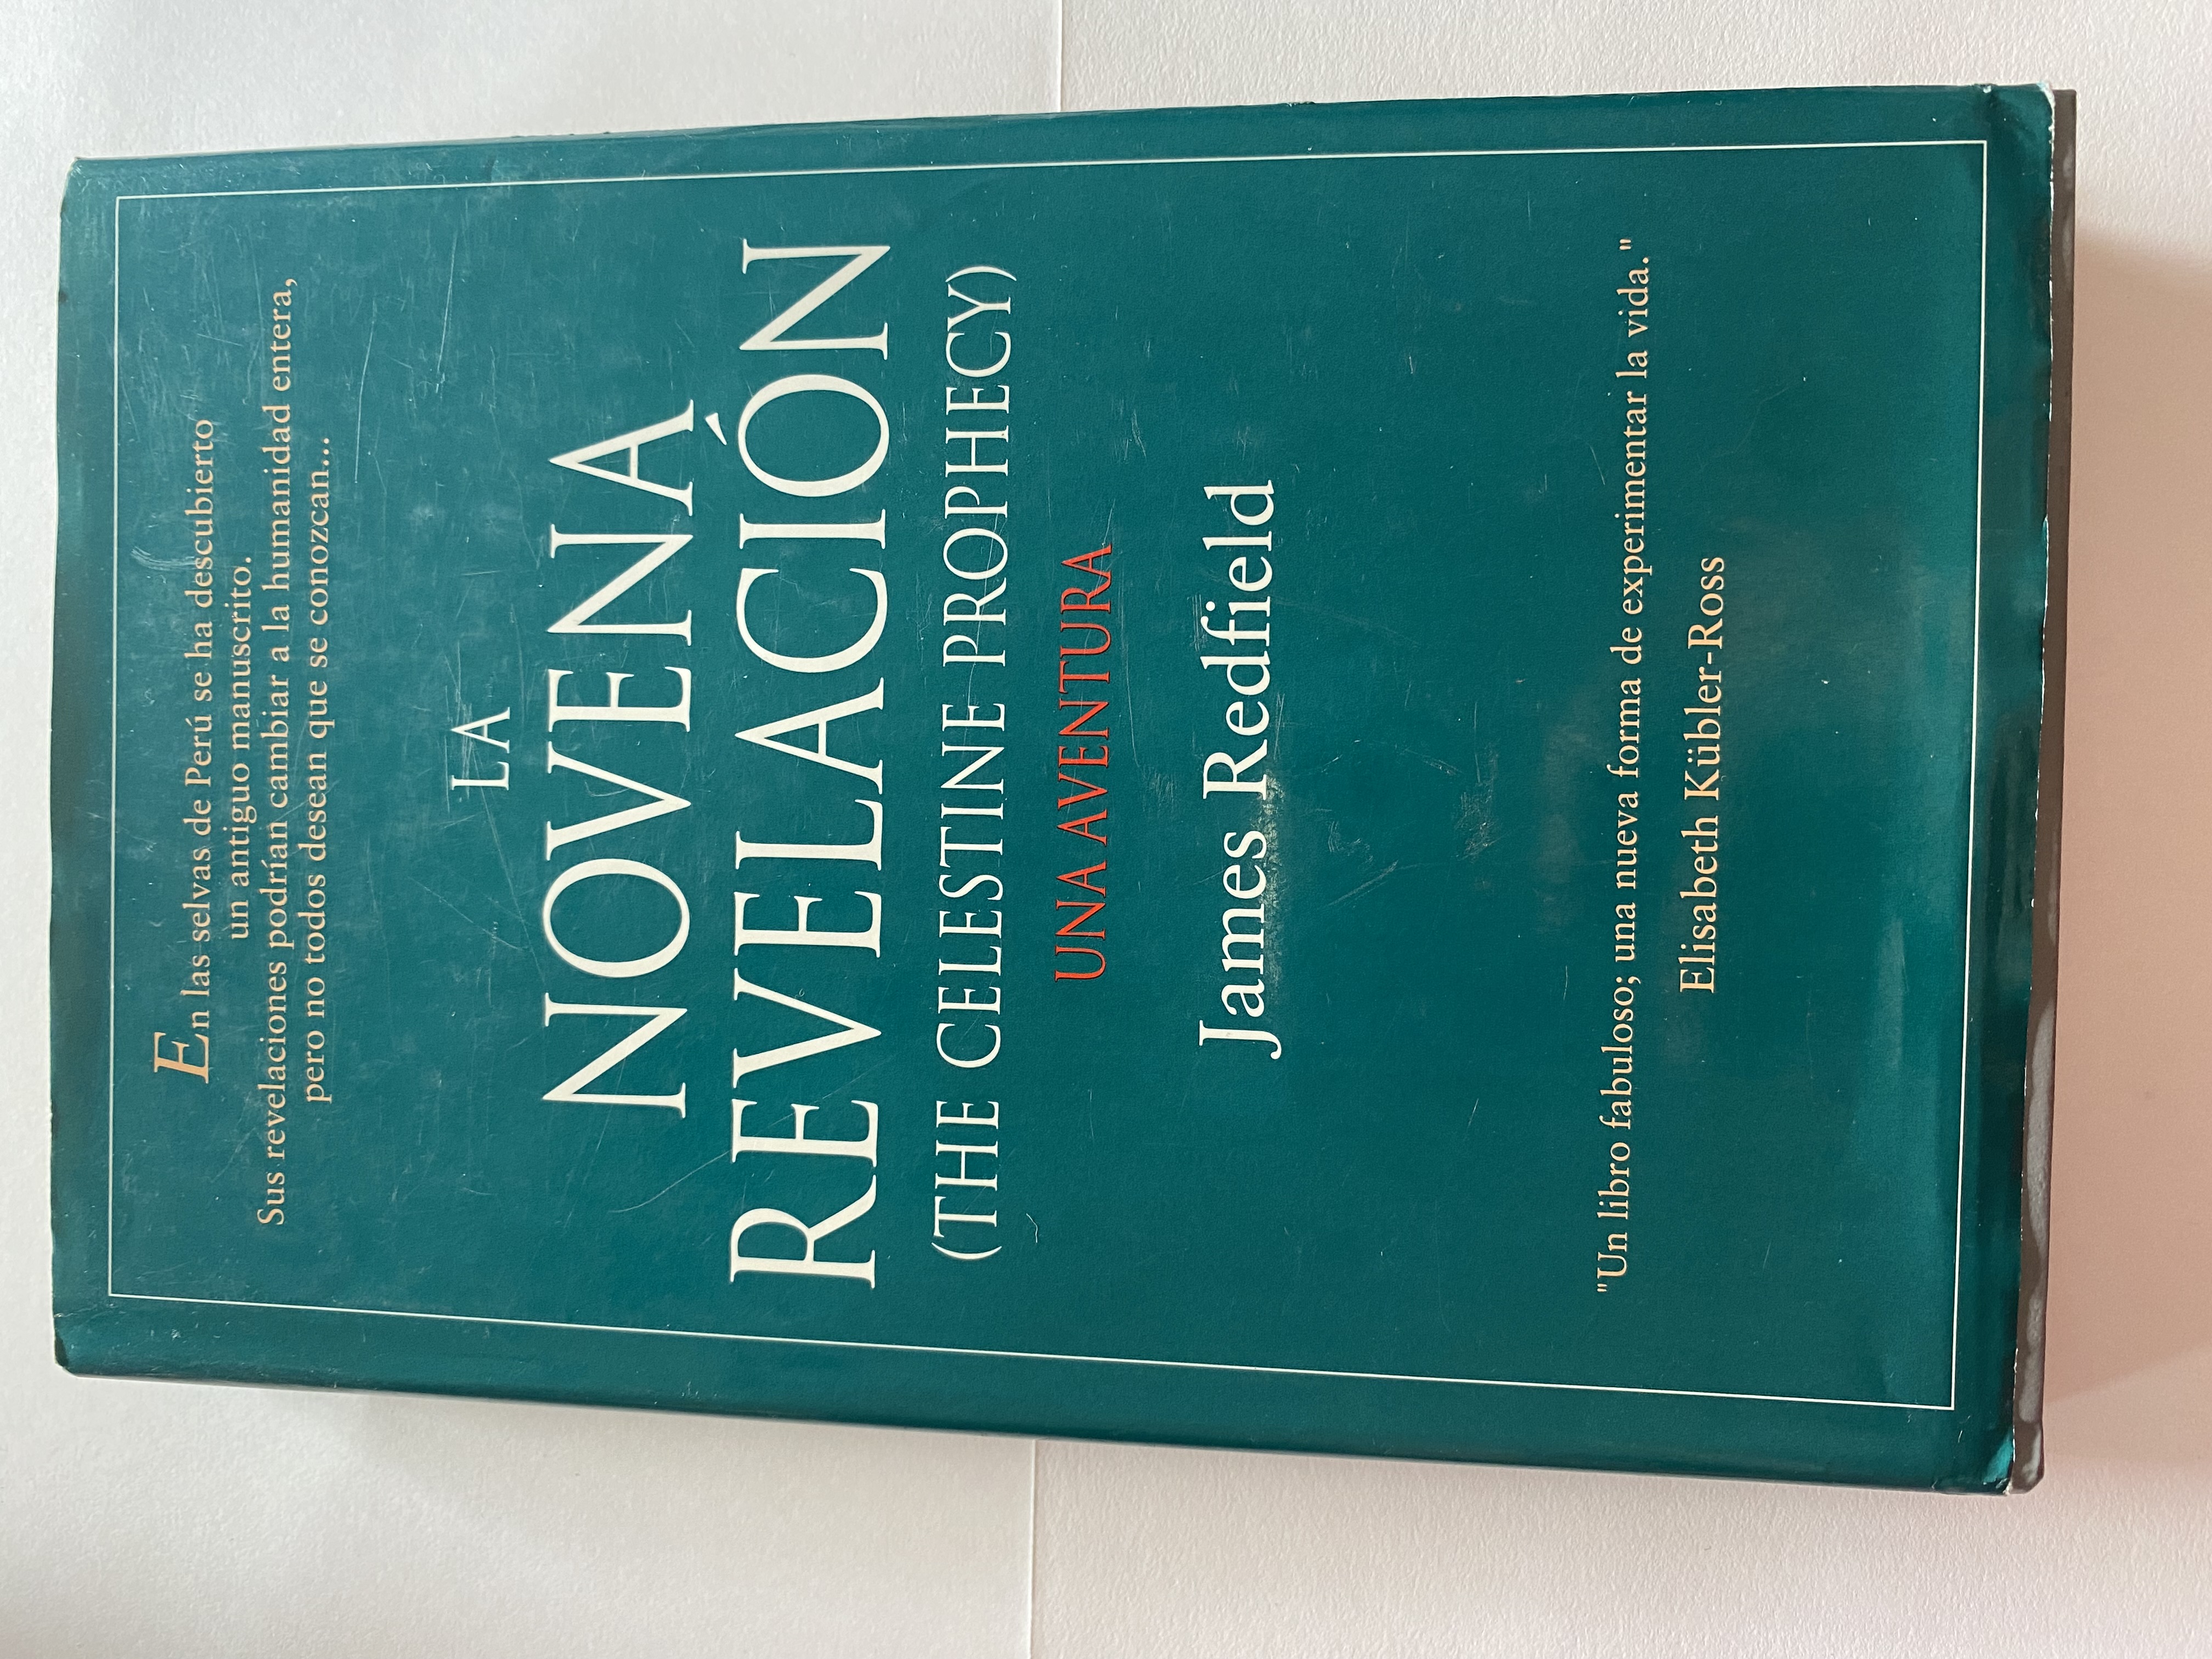 En las selvas de Perú se ha descubierto
un antiguo manuscrito.
Sus revelaciones podrían cambiar a la humanidad entera,
pero no todos desean que se conozcan...
LA
NOVENA
REVELACIÓN
(THE CELESTINE PROPHECY)
UNA AVENTURA
James Redfield
"Un libro fabuloso; una nueva forma de experimentar la vida."
Elisabeth Kübler-Ross